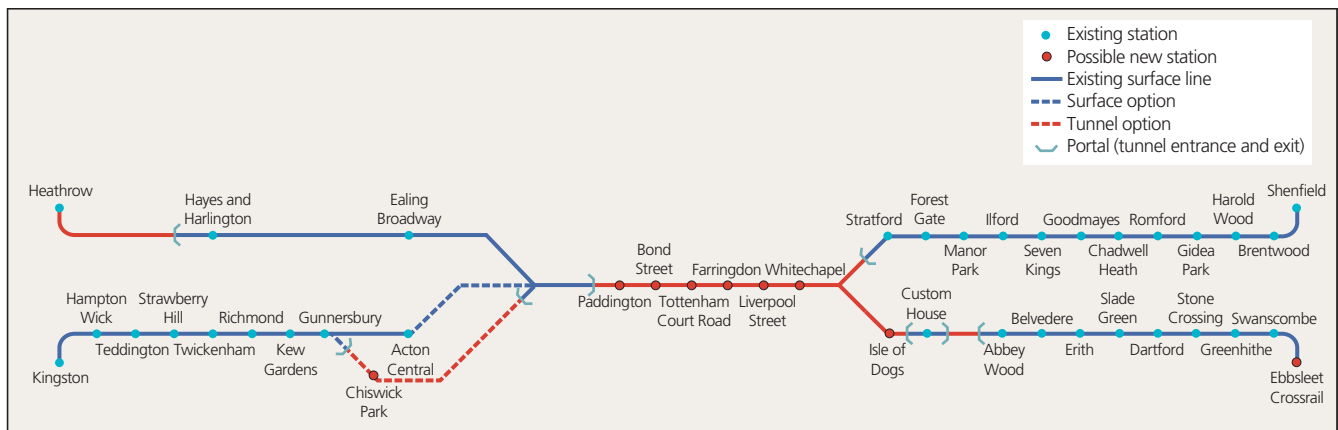 Existing station
Possible new station
Existing surface line
Surface option
Tunnel option
Portal (tunnel entrance and exit)
Heathrow
Hayes and
Harlington
Ealing
Broadway
Hampton
Wick
Strawberry
Hill
Richmond
Gunnersbury
Teddington
Twickenham
Kew
Gardens
Acton
Central
Kingston
Chiswick
Park
Bond
Street
Farringdon
Whitechapel
Paddington
Tottenham
Court Road
Liverpool
Street
Stratford
Forest
Gate
Ilford
Goodmayes
Romford
Harold
Wood
Shenfield
Manor
Park
Seven
Kings
Chadwell
Heath
Gidea
Park
Brentwood
Custom
House
Belvedere
Slade
Green
Stone
Crossing
Swanscombe
Isle of
Dogs
Abbey
Wood
Erith
Dartford
Greenhithe
Ebbsleet
Crossrail